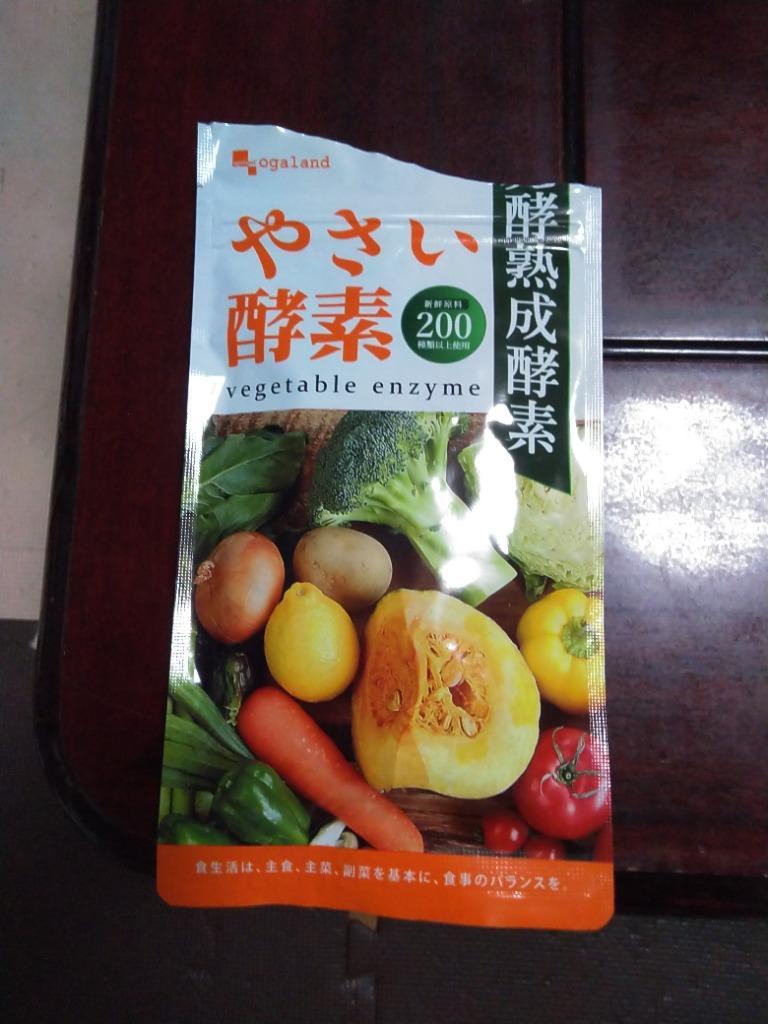 ogaland
やさい
酵素
新鮮原料
200
種類以上使用
vegetable enzyme
発酵熟成酵素
食生活は、主食、主菜、副菜を基本に、食事のバランスを。